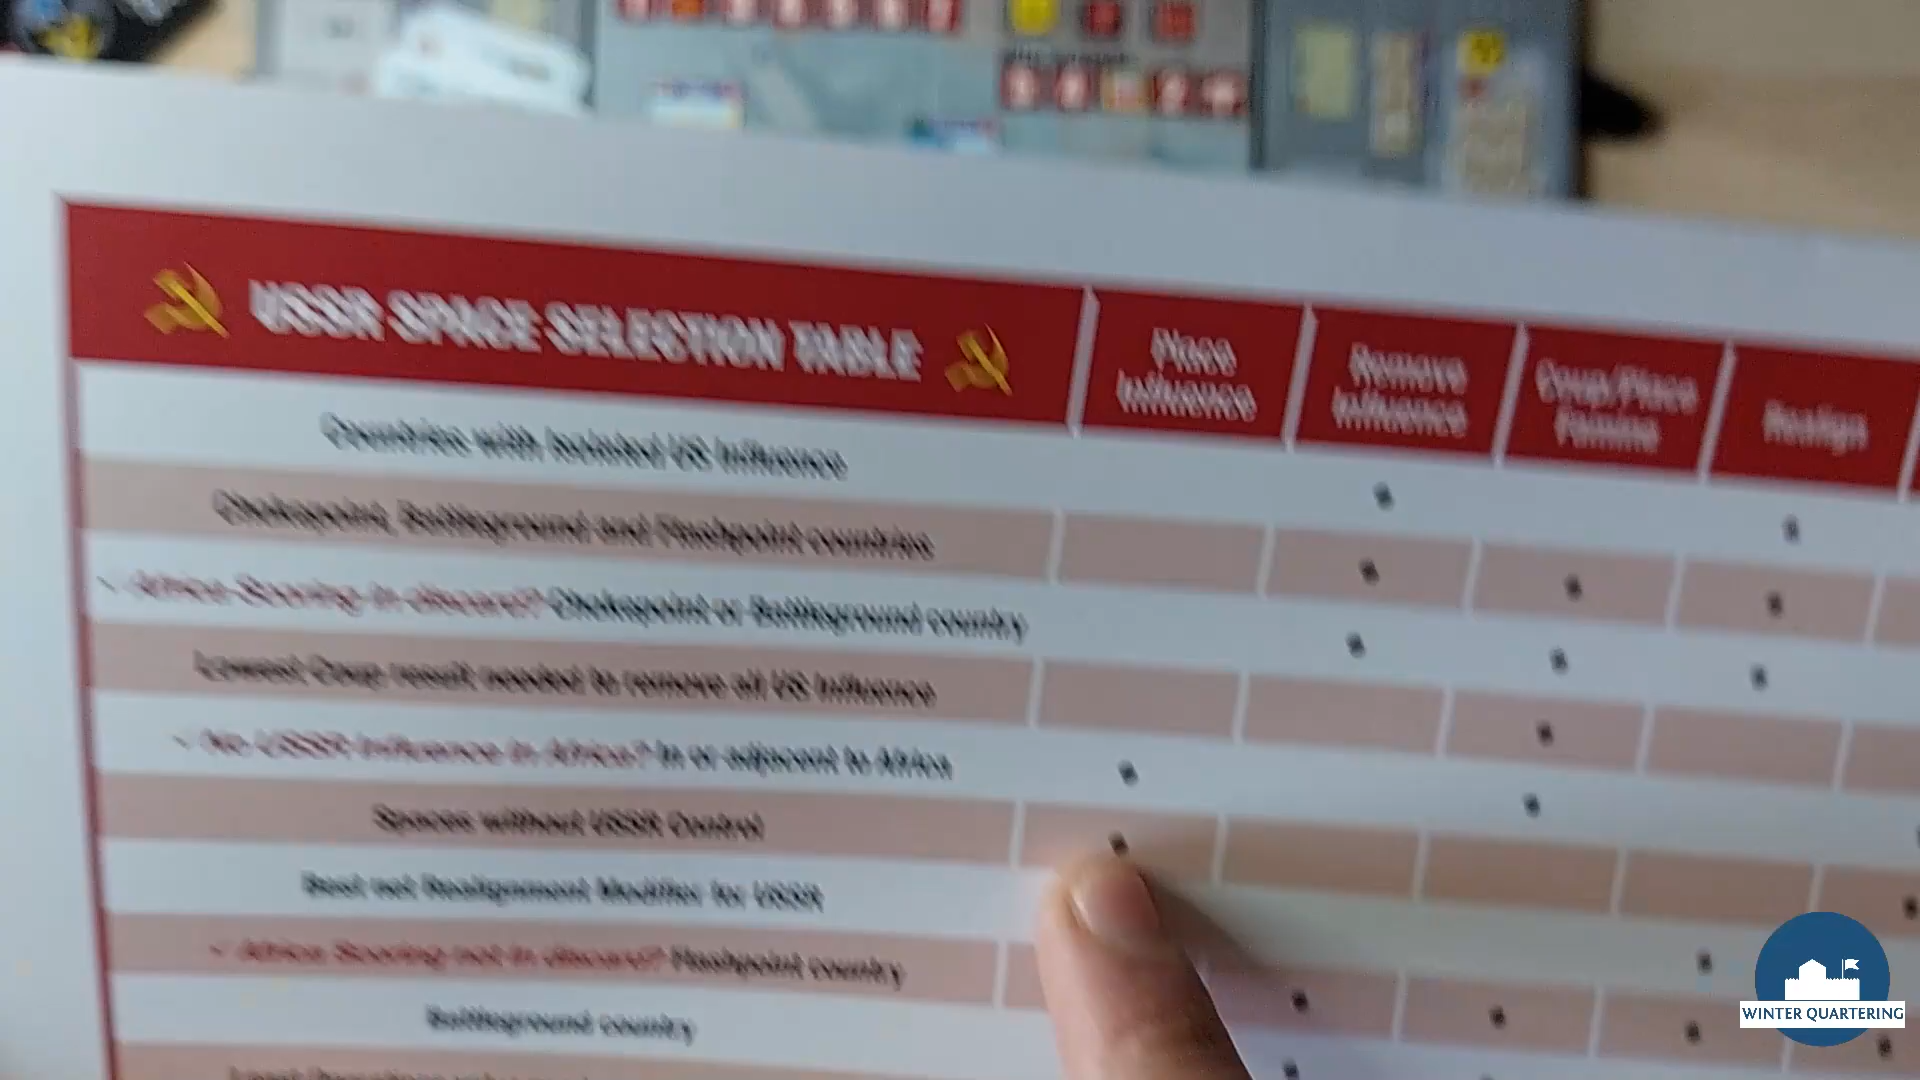 USSR SPACE SELECTION TABLE
Place Influence
Remove Influence
Coup/Place Famine
Realign
Countries with isolated US Influence
Chokepoint, Battleground and Flashpoint countries
Africa Scoring in discard? Chokepoint or Battleground country
Lowest Coup result needed to remove all US Influence
No USSR Influence in Africa? In or adjacent to Africa
Spaces without USSR Control
Best net Realignment Modifier for USSR
Africa Scoring not in discard? Flashpoint country
Battleground country
WINTER QUARTERING